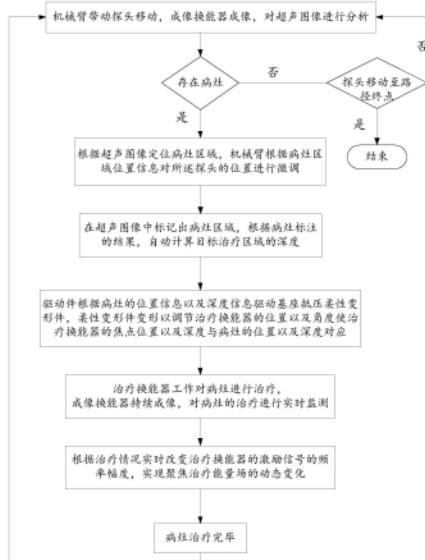 机械臂带动探头移动，成像换能器成像，对超声图像进行分析
否
存在病灶
否
探头移动至路
径终点
是
是
结束
根据超声图像定位病灶区域，机械臂根据病灶区
域位置信息对所述探头的位置进行微调
在超声图像中标记出病灶区域，根据病灶标注
的结果，自动计算目标治疗区域的深度
驱动件根据病灶的位置信息以及深度信息驱动基座抵压柔性变
形件，柔性变形件变形以调节治疗换能器的位置以及角度使治
疗换能器的焦点位置以及深度与病灶的位置以及深度对应
治疗换能器工作对病灶进行治疗，
成像换能器持续成像，对病灶的治疗进行实时监测
根据治疗情况实时改变治疗换能器的激励信号的频
率幅度，实现聚焦治疗能量场的动态变化
病灶治疗完毕